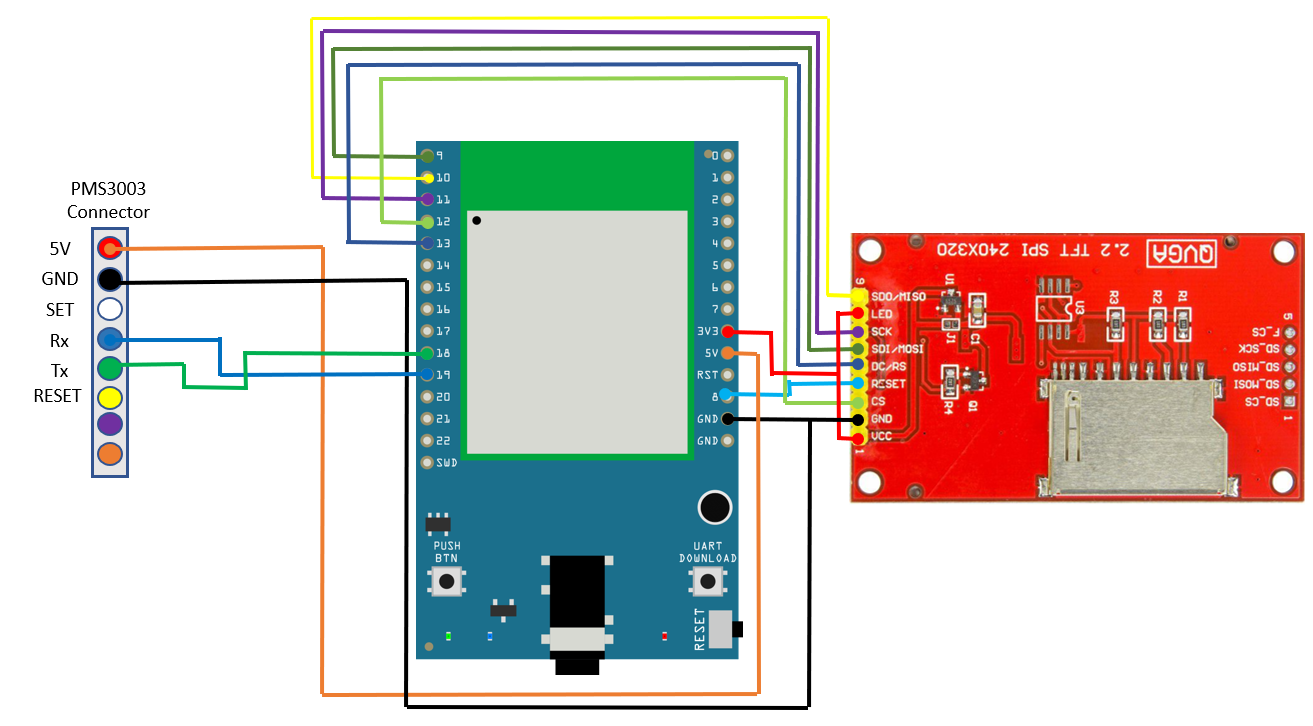 PMS3003
Connector
5V
GND
SET
Rx
Tx
RESET
9
10
11
12
13
14
15
16
17
18
19
20
21
22
SWD
0
1
2
3
4
5
6
7
3V3
5V
RST
8
GND
GND
PUSH
BTN
UART
DOWNLOAD
RESET
2.2 TFT SPI 240X320
QVGA
9
SDO/MISO
LED
SCK
SDI/MOSI
DC/RS
RESET
CS
GND
VCC
1
U1
J1
C1
R4
Q1
U3
R3
R2
R1
5
F_CS
SD_SCK
SD_MISO
SD_MOSI
SD_CS
1